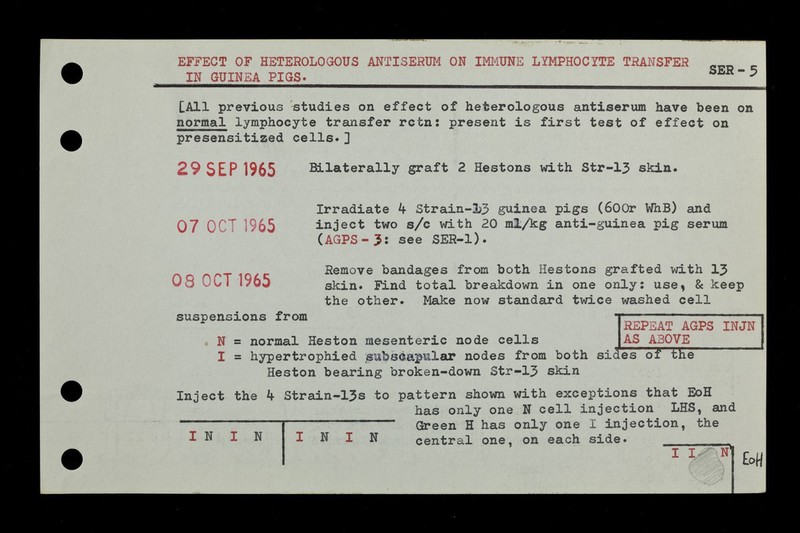 EFFECT OF HETEROLOGOUS ANTISERUM ON IMMUNE LYMPHOCYTE TRANSFER
IN GUINEA PIGS.
SER - 5
[All previous studies on effect of heterologous antiserum have been on
normal lymphocyte transfer rctn: present is first test of effect on
presensitized cells.]
29 SEP 1965 Bilaterally graft 2 Hestons with Str-13 skin.
Irradiate 4 Strain-13 guinea pigs (600r WhB) and
07 OCT 1965 inject two s/c with 20 ml/kg anti-guinea pig serum
(AGPS - 3: see SER-1).
Remove bandages from both Hestons grafted with 13
08 OCT 1965 skin. Find total breakdown in one only: use, & keep
the other. Make now standard twice washed cell
suspensions from
REPEAT AGPS INJN
AS ABOVE
N = normal Heston mesenteric node cells
I = hypertrophied subscapular nodes from both sides of the
Heston bearing broken-down Str-13 skin
Inject the 4 Strain-13s to pattern shown with exceptions that EoH
has only one N cell injection LHS, and
Green H has only one I injection, the
central one, on each side.
I N I N I N I N
I I N EoH